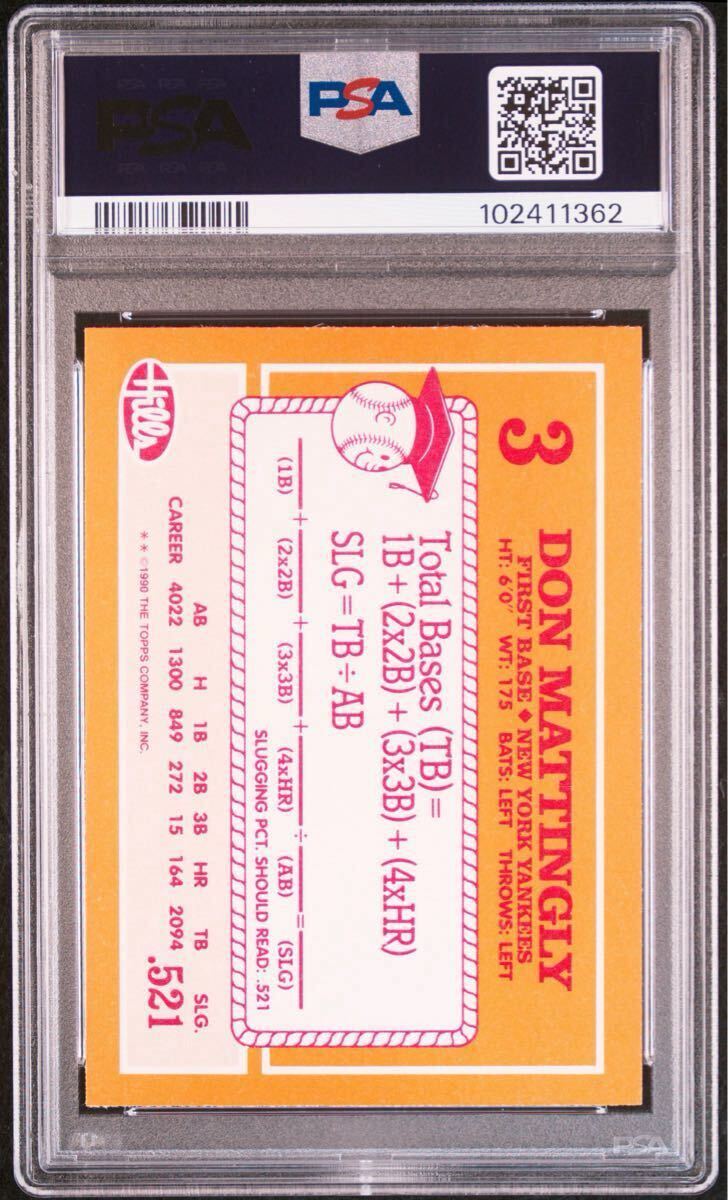 PSA
PSA
102411362
3
DON MATTINGLY
FIRST BASE ◆ NEW YORK YANKEES
HT: 6'0" WT: 175 BATS: LEFT THROWS: LEFT
Total Bases (TB) =
1B + (2x2B) + (3x3B) + (4xHR)
SLG = TB ÷ AB
+ + + ÷ =
(1B) (2x2B) (3x3B) (4xHR) (AB) (SLG)
SLUGGING PCT. SHOULD READ: .521
Hills
AB H 1B 2B 3B HR TB SLG.
CAREER 4022 1300 849 272 15 164 2094 .521
** ©1990 THE TOPPS COMPANY, INC.
PSA